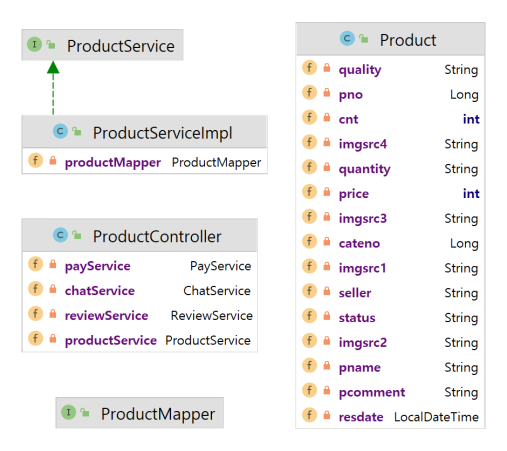 I ProductService
C ProductServiceImpl
f productMapper ProductMapper
C ProductController
f payService PayService
f chatService ChatService
f reviewService ReviewService
f productService ProductService
I ProductMapper
C Product
f quality String
f pno Long
f cnt int
f imgsrc4 String
f quantity String
f price int
f imgsrc3 String
f cateno Long
f imgsrc1 String
f seller String
f status String
f imgsrc2 String
f pname String
f pcomment String
f resdate LocalDateTime